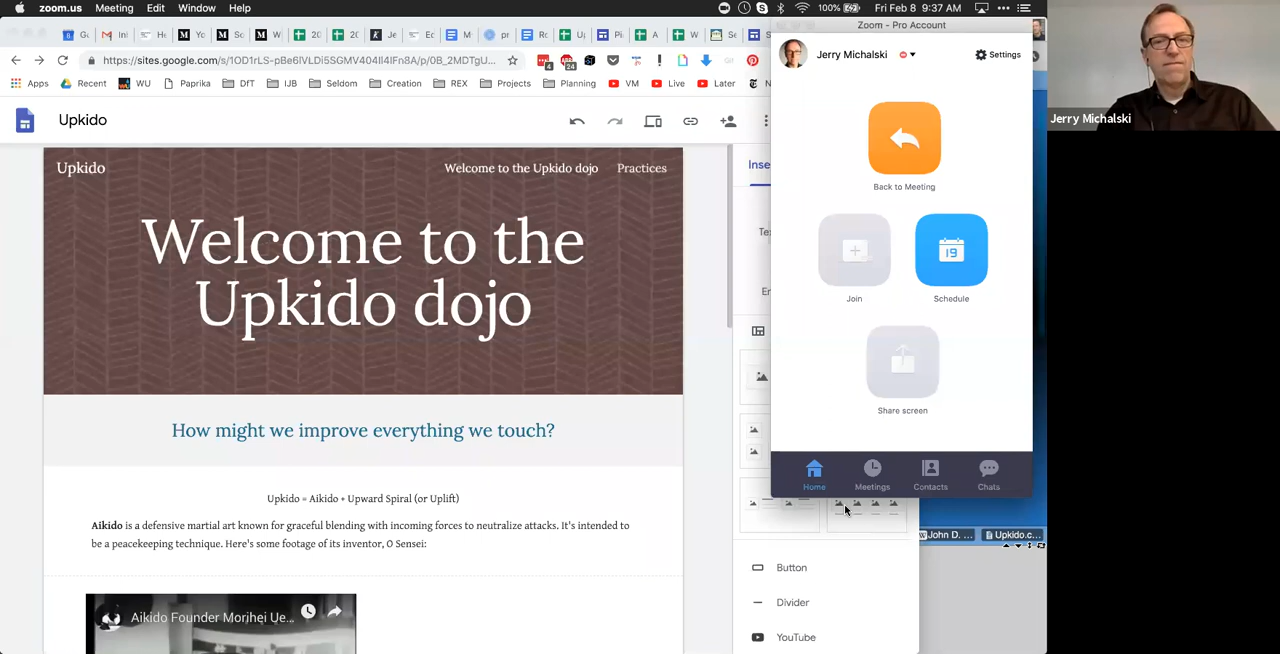 zoom.us Meeting Edit Window Help
100% Fri Feb 8 9:37 AM
Zoom - Pro Account
https://sites.google.com/s/1OD1rLS-pBe6lVLDi5SGMV404Il4lFn8A/p/0B_2MDTgU...
Apps Recent WU Paprika DfT IJB Seldom Creation REX Projects Planning VM Live Later
Jerry Michalski
Settings
Upkido
Upkido
Welcome to the Upkido dojo Practices
Welcome to the
Upkido dojo
How might we improve everything we touch?
Upkido = Aikido + Upward Spiral (or Uplift)
Aikido is a defensive martial art known for graceful blending with incoming forces to neutralize attacks. It's intended to
be a peacekeeping technique. Here's some footage of its inventor, O Sensei:
Aikido Founder Morihei Ue...
Inse
Button
Divider
YouTube
Back to Meeting
19
Join Schedule
Share screen
Home Meetings Contacts Chats
John D. ... Upkido.c...
Jerry Michalski